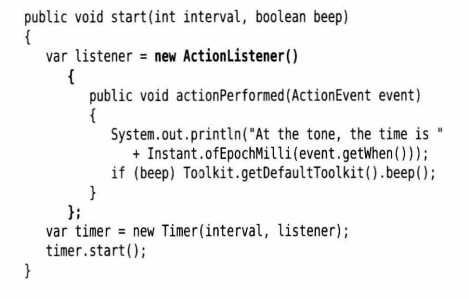 public void start(int interval, boolean beep)
{
   var listener = new ActionListener()
      {
         public void actionPerformed(ActionEvent event)
         {
            System.out.println("At the tone, the time is "
               + Instant.ofEpochMilli(event.getWhen()));
            if (beep) Toolkit.getDefaultToolkit().beep();
         }
      };
   var timer = new Timer(interval, listener);
   timer.start();
}